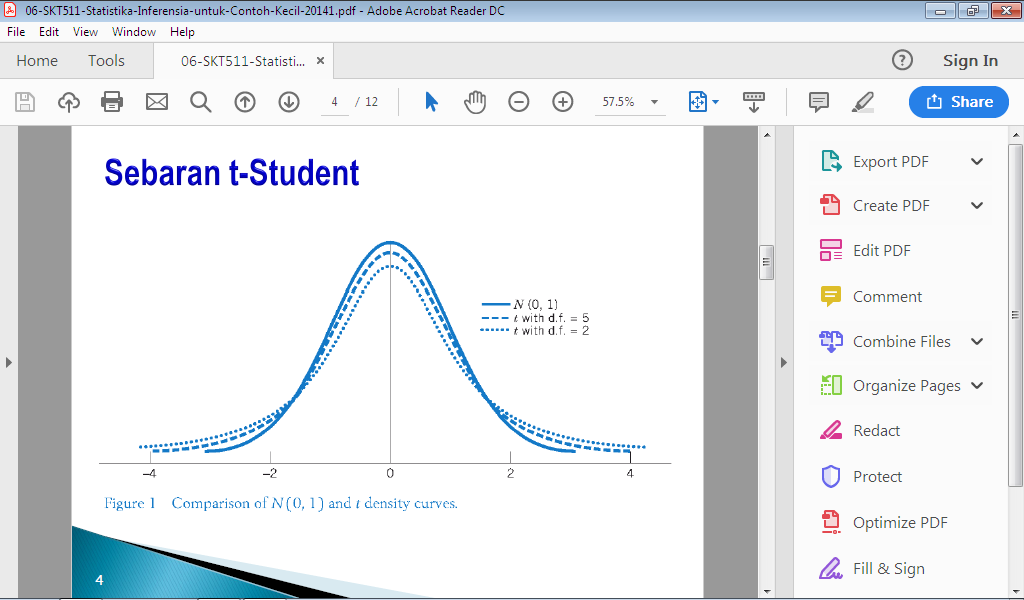 06-SKT511-Statistika-Inferensia-untuk-Contoh-Kecil-20141.pdf - Adobe Acrobat Reader DC
File Edit View Window Help
Home Tools 06-SKT511-Statisti... × ? Sign In
4 / 12 57.5% Share
Sebaran t-Student
N (0, 1)
t with d.f. = 5
t with d.f. = 2
−4 −2 0 2 4
Figure 1 Comparison of N(0, 1) and t density curves.
4
Export PDF
Create PDF
Edit PDF
Comment
Combine Files
Organize Pages
Redact
Protect
Optimize PDF
Fill & Sign